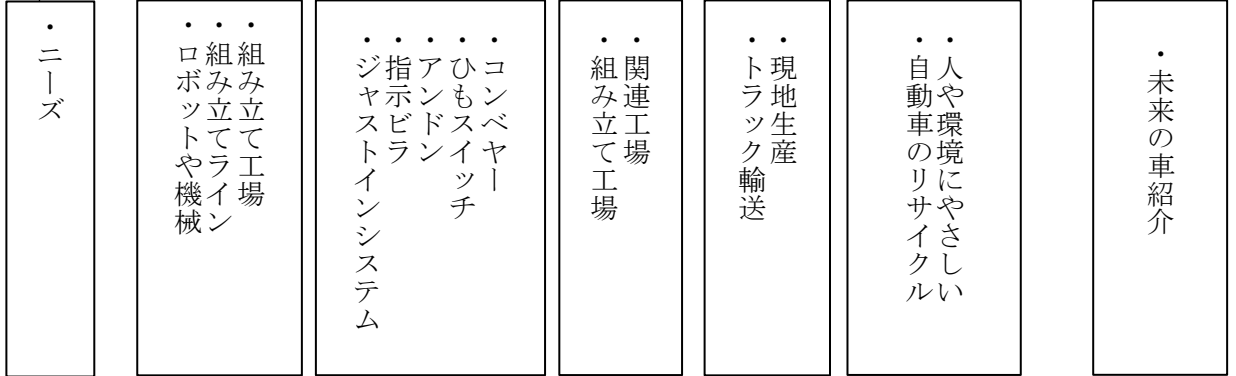 ・未来の車紹介
・人や環境にやさしい
・自動車のリサイクル
・現地生産
・トラック輸送
・関連工場
・組み立て工場
・コンベヤー
・ひもスイッチ
・アンドン
・指示ビラ
・ジャストインシステム
・組み立て工場
・組み立てライン
・ロボットや機械
・ニーズ